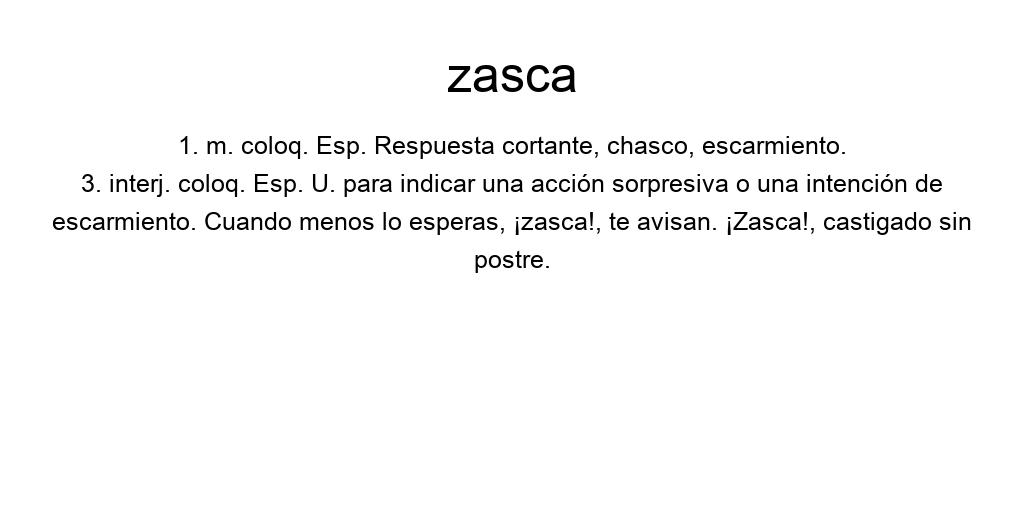 zasca
1. m. coloq. Esp. Respuesta cortante, chasco, escarmiento.
3. interj. coloq. Esp. U. para indicar una acción sorpresiva o una intención de
escarmiento. Cuando menos lo esperas, ¡zasca!, te avisan. ¡Zasca!, castigado sin
postre.